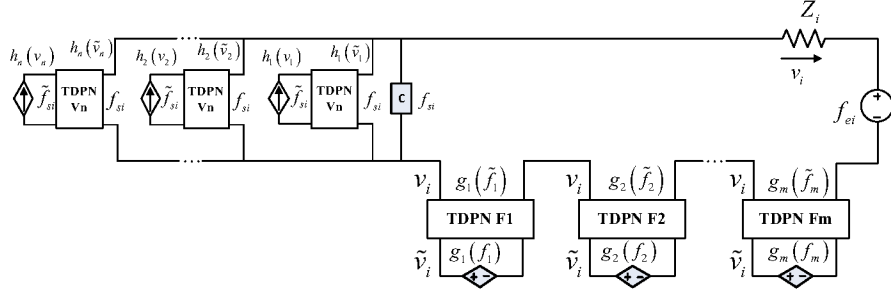 Z_i
h_n(v_n) h_n(ṽ_n) ... h_2(v_2) h_2(ṽ_2) h_1(v_1) h_1(ṽ_1)
v_i
f̃_si TDPN Vn f_si f̃_si TDPN Vn f_si f̃_si TDPN Vn f_si C f_si
f_ei
...
v_i g_1(f̃_1) v_i g_2(f̃_2) ... v_i g_m(f̃_m)
TDPN F1 TDPN F2 TDPN Fm
ṽ_i g_1(f_1) ṽ_i g_2(f_2) ṽ_i g_m(f_m)